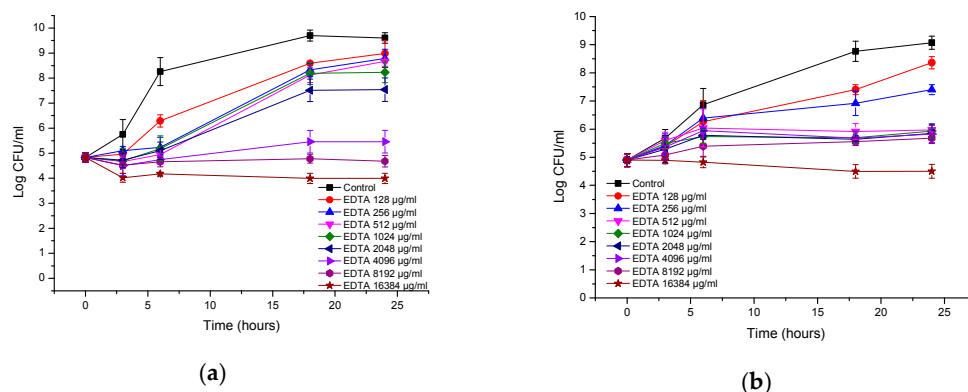 10
9
8
7
6
5
4
3
2
1
0
Log CFU/ml
Control
EDTA 128 µg/ml
EDTA 256 µg/ml
EDTA 512 µg/ml
EDTA 1024 µg/ml
EDTA 2048 µg/ml
EDTA 4096 µg/ml
EDTA 8192 µg/ml
EDTA 16384 µg/ml
0 5 10 15 20 25
Time (hours)
(a)
10
9
8
7
6
5
4
3
2
1
0
Log CFU/ml
Control
EDTA 128 µg/ml
EDTA 256 µg/ml
EDTA 512 µg/ml
EDTA 1024 µg/ml
EDTA 2048 µg/ml
EDTA 4096 µg/ml
EDTA 8192 µg/ml
EDTA 16384 µg/ml
0 5 10 15 20 25
Time (hours)
(b)